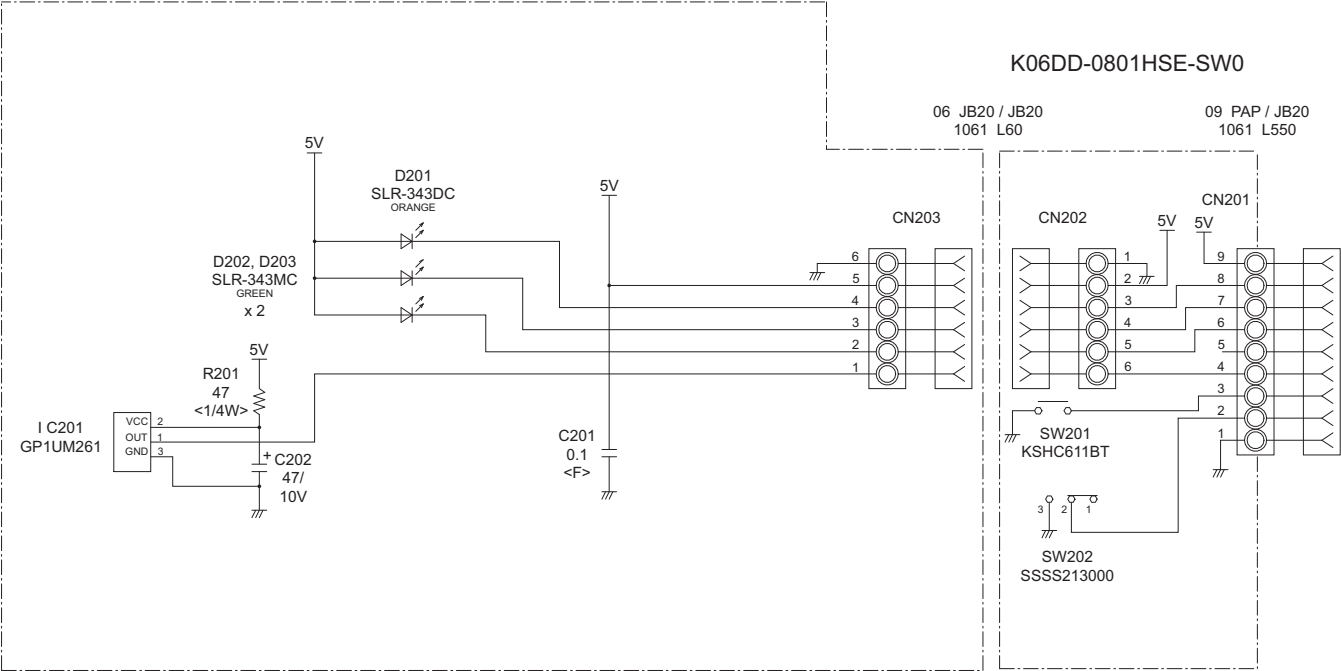 K06DD-0801HSE-SW0
06 JB20 / JB20
1061 L60
09 PAP / JB20
1061 L550
5V
D201
SLR-343DC
ORANGE
D202, D203
SLR-343MC
GREEN
x 2
5V
R201
47
<1/4W>
I C201
GP1UM261
VCC 2
OUT 1
GND 3
+ C202
47/
10V
5V
C201
0.1
<F>
CN203
6
5
4
3
2
1
CN202
1
2
3
4
5
6
5V
5V
CN201
9
8
7
6
5
4
3
2
1
SW201
KSHC611BT
3 2 1
SW202
SSSS213000